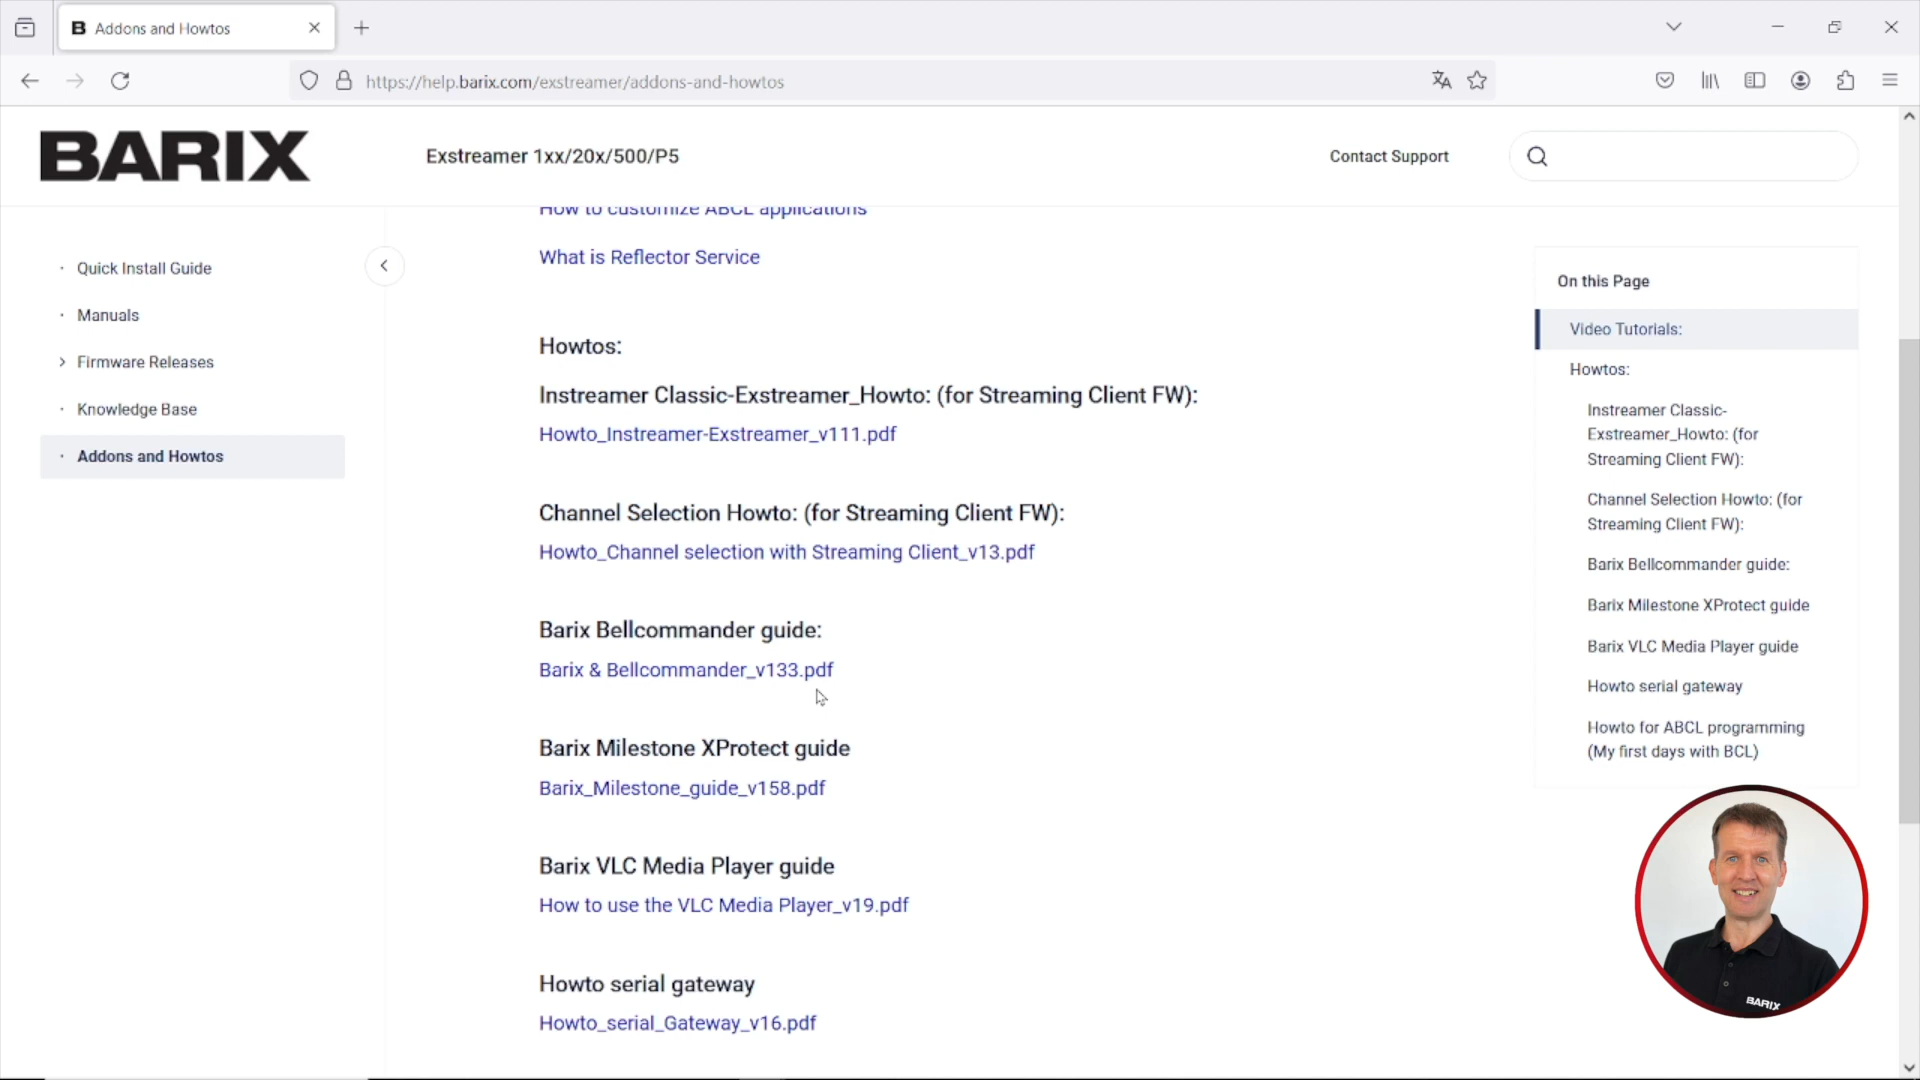 Addons and Howtos
https://help.barix.com/exstreamer/addons-and-howtos
BARIX
Exstreamer 1xx/20x/500/P5
Contact Support
Quick Install Guide
Manuals
Firmware Releases
Knowledge Base
Addons and Howtos
How to customize ABCL applications
What is Reflector Service
Howtos:
Instreamer Classic-Exstreamer_Howto: (for Streaming Client FW):
Howto_Instreamer-Exstreamer_v111.pdf
Channel Selection Howto: (for Streaming Client FW):
Howto_Channel selection with Streaming Client_v13.pdf
Barix Bellcommander guide:
Barix & Bellcommander_v133.pdf
Barix Milestone XProtect guide
Barix_Milestone_guide_v158.pdf
Barix VLC Media Player guide
How to use the VLC Media Player_v19.pdf
Howto serial gateway
Howto_serial_Gateway_v16.pdf
On this Page
Video Tutorials:
Howtos:
Instreamer Classic-
Exstreamer_Howto: (for
Streaming Client FW):
Channel Selection Howto: (for
Streaming Client FW):
Barix Bellcommander guide:
Barix Milestone XProtect guide
Barix VLC Media Player guide
Howto serial gateway
Howto for ABCL programming
(My first days with BCL)
BARIX